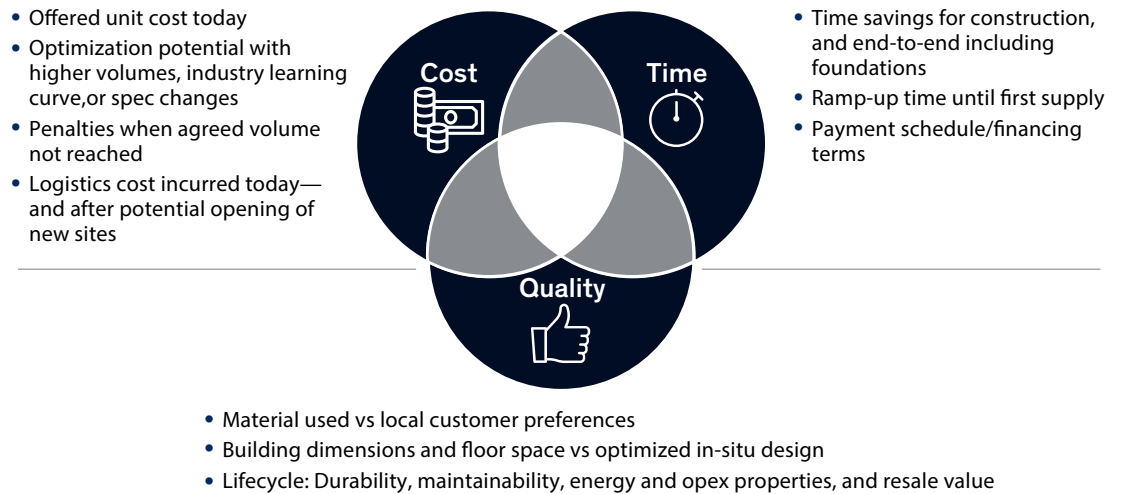 • Offered unit cost today
• Optimization potential with
higher volumes, industry learning
curve,or spec changes
• Penalties when agreed volume
not reached
• Logistics cost incurred today—
and after potential opening of
new sites
Cost
Time
• Time savings for construction,
and end-to-end including
foundations
• Ramp-up time until first supply
• Payment schedule/financing
terms
Quality
• Material used vs local customer preferences
• Building dimensions and floor space vs optimized in-situ design
• Lifecycle: Durability, maintainability, energy and opex properties, and resale value